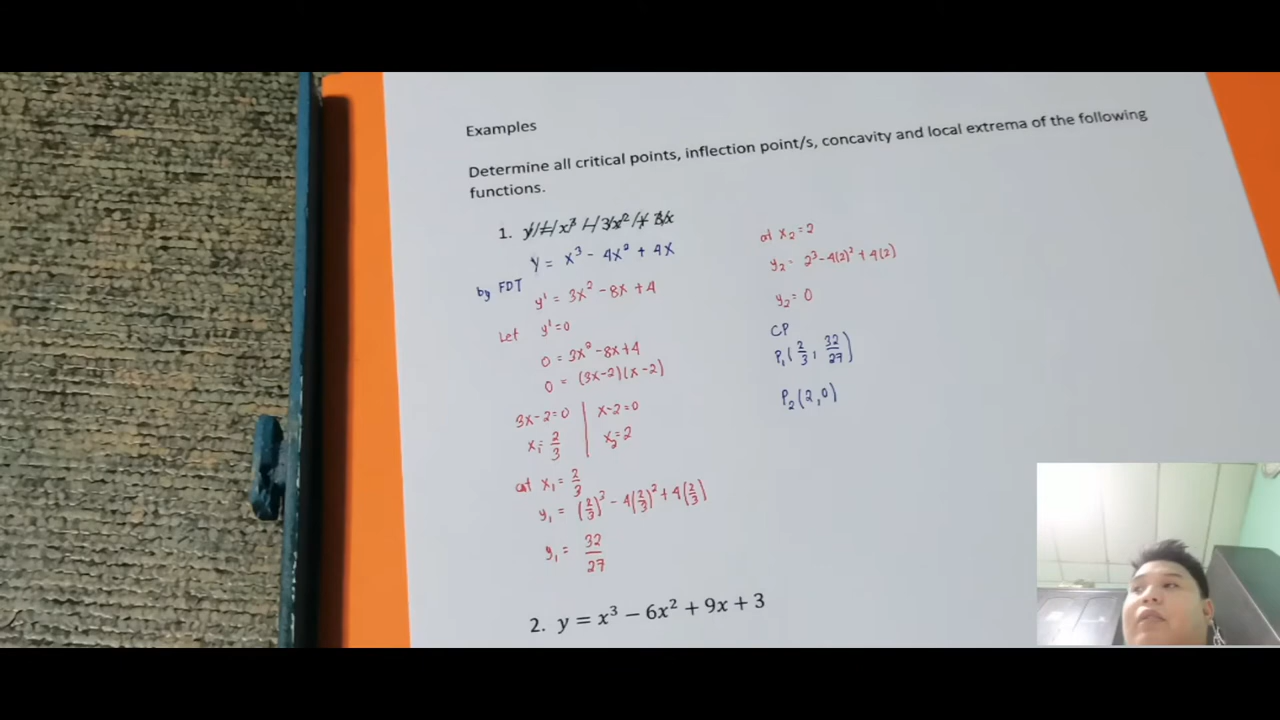 Examples
Determine all critical points, inflection point/s, concavity and local extrema of the following
functions.
1. y = x³ - 3x² + 3x
y = x³ - 4x² + 4x
by FDT
y' = 3x² - 8x + 4
Let y' = 0
0 = 3x² - 8x + 4
0 = (3x-2)(x-2)
3x-2=0 | x-2=0
x₁ = 2/3 | x₂ = 2
at x₁ = 2/3
y₁ = (2/3)³ - 4(2/3)² + 4(2/3)
y₁ = 32/27
at x₂ = 2
y₂ = 2³ - 4(2)² + 4(2)
y₂ = 0
CP
P₁(2/3, 32/27)
P₂(2,0)
2. y = x³ − 6x² + 9x + 3